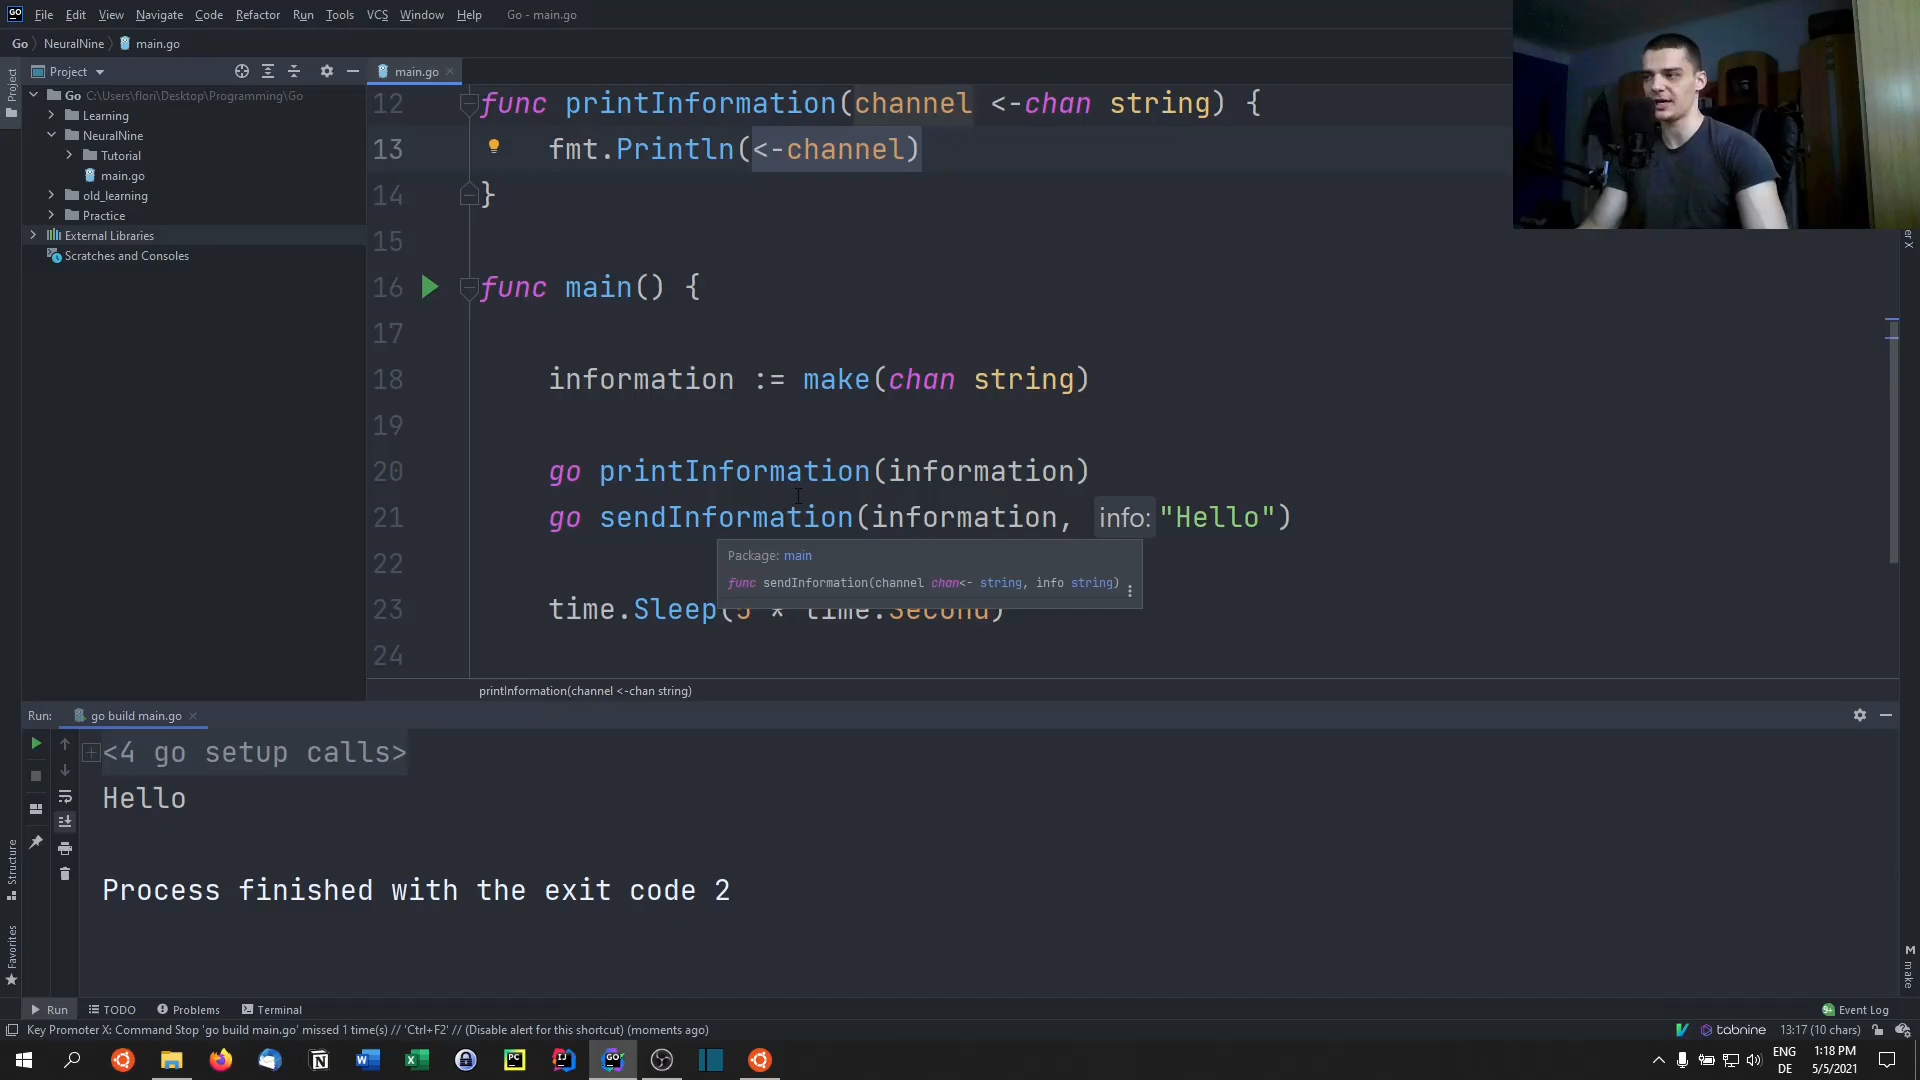 GO File Edit View Navigate Code Refactor Run Tools VCS Window Help Go - main.go
Go NeuralNine main.go
Project
Project
main.go
Go C:\Users\flori\Desktop\Programming\Go
Learning
NeuralNine
Tutorial
main.go
old_learning
Practice
External Libraries
Scratches and Consoles
12 func printInformation(channel <-chan string) {
13 fmt.Println(<-channel)
14 }
15
16 func main() {
17
18 information := make(chan string)
19
20 go printInformation(information)
21 go sendInformation(information, info: "Hello")
22
Package: main
func sendInformation(channel chan<- string, info string)
23 time.Sleep(5 * time.Second)
24
printInformation(channel <-chan string)
Run: go build main.go
<4 go setup calls>
Hello
Process finished with the exit code 2
Structure
Favorites
make
Run TODO Problems Terminal Event Log
Key Promoter X: Command Stop 'go build main.go' missed 1 time(s) // 'Ctrl+F2' // (Disable alert for this shortcut) (moments ago) tabnine 13:17 (10 chars)
ENG
DE
1:18 PM
5/5/2021